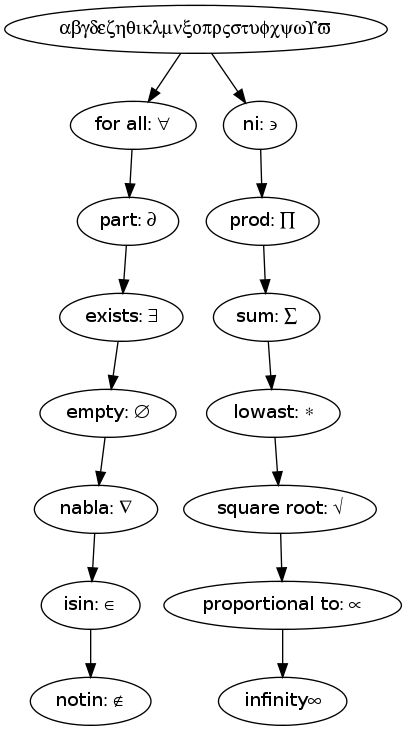 αβγδεζηθικλμνξοπρςστυφχψωϒϖ
for all: ∀
ni: ∍
part: ∂
prod: ∏
exists: ∃
sum: ∑
empty: ∅
lowast: ∗
nabla: ∇
square root: √
isin: ∈
proportional to: ∝
notin: ∉
infinity∞